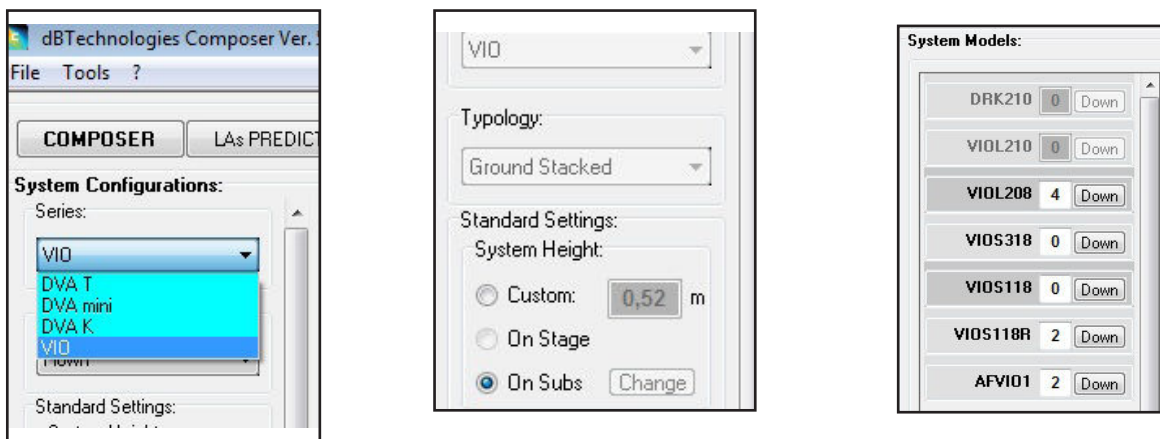 dBTechnologies Composer Ver.
File Tools ?
COMPOSER LAs PREDICT
System Configurations:
Series:
VIO
DVA T
DVA mini
DVA K
VIO
Flown
Standard Settings:
VIO
Typology:
Ground Stacked
Standard Settings:
System Height:
Custom: 0,52 m
On Stage
On Subs Change
System Models:
DRK210 0 Down
VIOL210 0 Down
VIOL208 4 Down
VIOS318 0 Down
VIOS118 0 Down
VIOS118R 2 Down
AFVIO1 2 Down